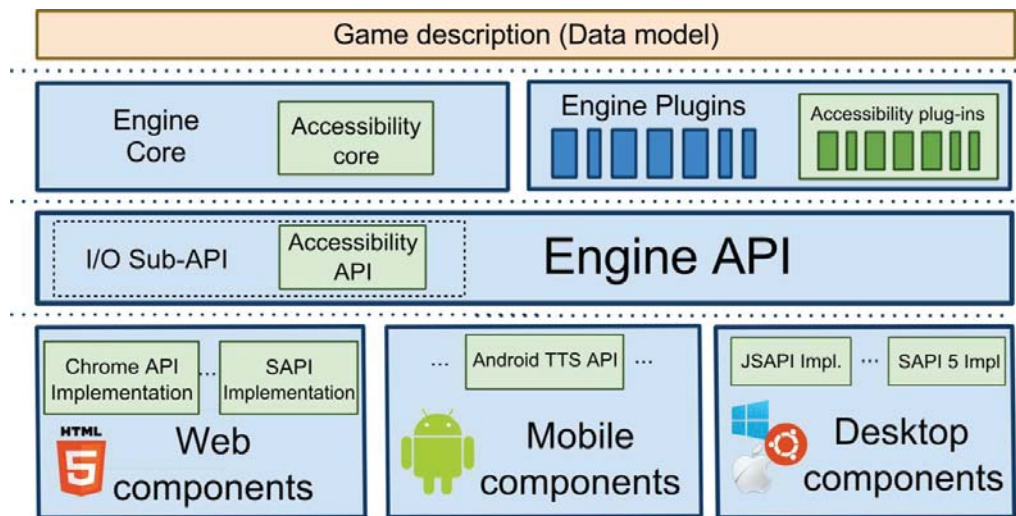 Game description (Data model)
Engine
Core
Accessibility
core
Engine Plugins
Accessibility plug-ins
I/O Sub-API
Accessibility
API
Engine API
Chrome API
Implementation
...
SAPI
Implementation
HTML
5
Web
components
...
Android TTS API
...
Mobile
components
JSAPI Impl.
...
SAPI 5 Impl
Desktop
components